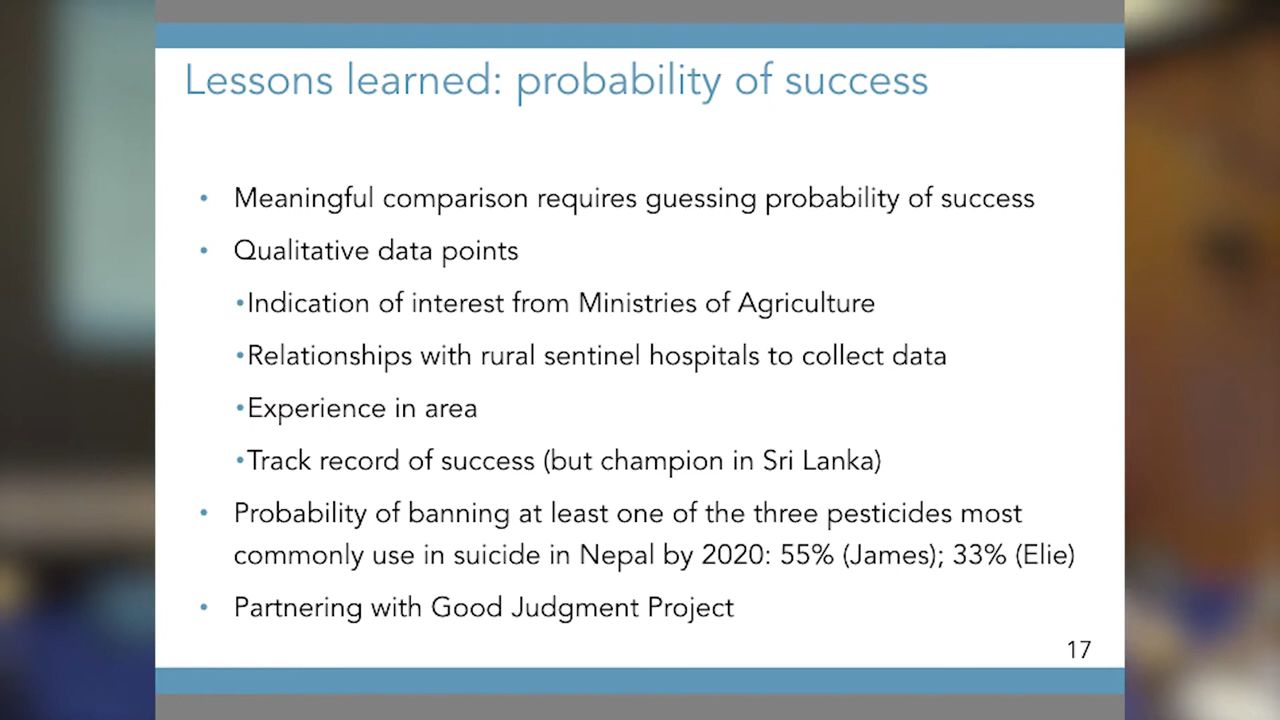 Lessons learned: probability of success
• Meaningful comparison requires guessing probability of success
• Qualitative data points
•Indication of interest from Ministries of Agriculture
•Relationships with rural sentinel hospitals to collect data
•Experience in area
•Track record of success (but champion in Sri Lanka)
• Probability of banning at least one of the three pesticides most
commonly use in suicide in Nepal by 2020: 55% (James); 33% (Elie)
• Partnering with Good Judgment Project
17